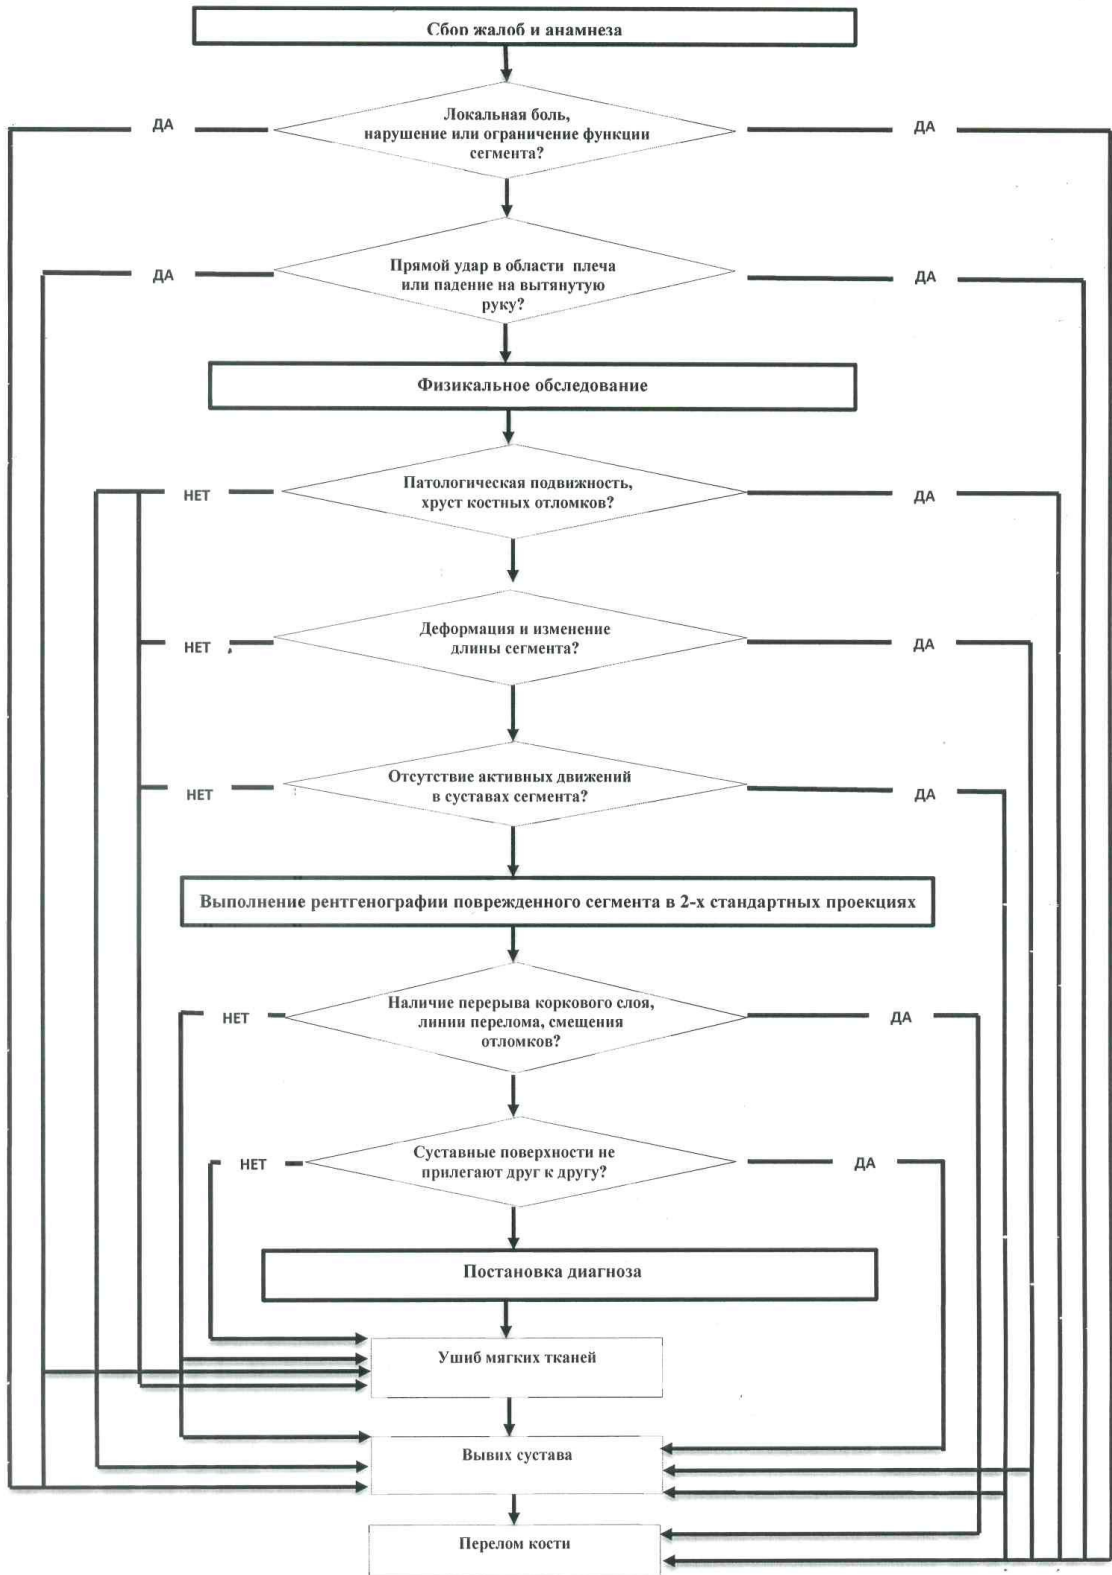 Сбор жалоб и анамнеза
ДА
Локальная боль,
нарушение или ограничение функции
сегмента?
ДА
ДА
Прямой удар в области плеча
или падение на вытянутую
руку?
ДА
Физикальное обследование
НЕТ
Патологическая подвижность,
хруст костных отломков?
ДА
НЕТ
Деформация и изменение
длины сегмента?
ДА
НЕТ
Отсутствие активных движений
в суставах сегмента?
ДА
Выполнение рентгенографии поврежденного сегмента в 2-х стандартных проекциях
НЕТ
Наличие перерыва коркового слоя,
линии перелома, смещения
отломков?
ДА
НЕТ
Суставные поверхности не
прилегают друг к другу?
ДА
Постановка диагноза
Ушиб мягких тканей
Вывих сустава
Перелом кости